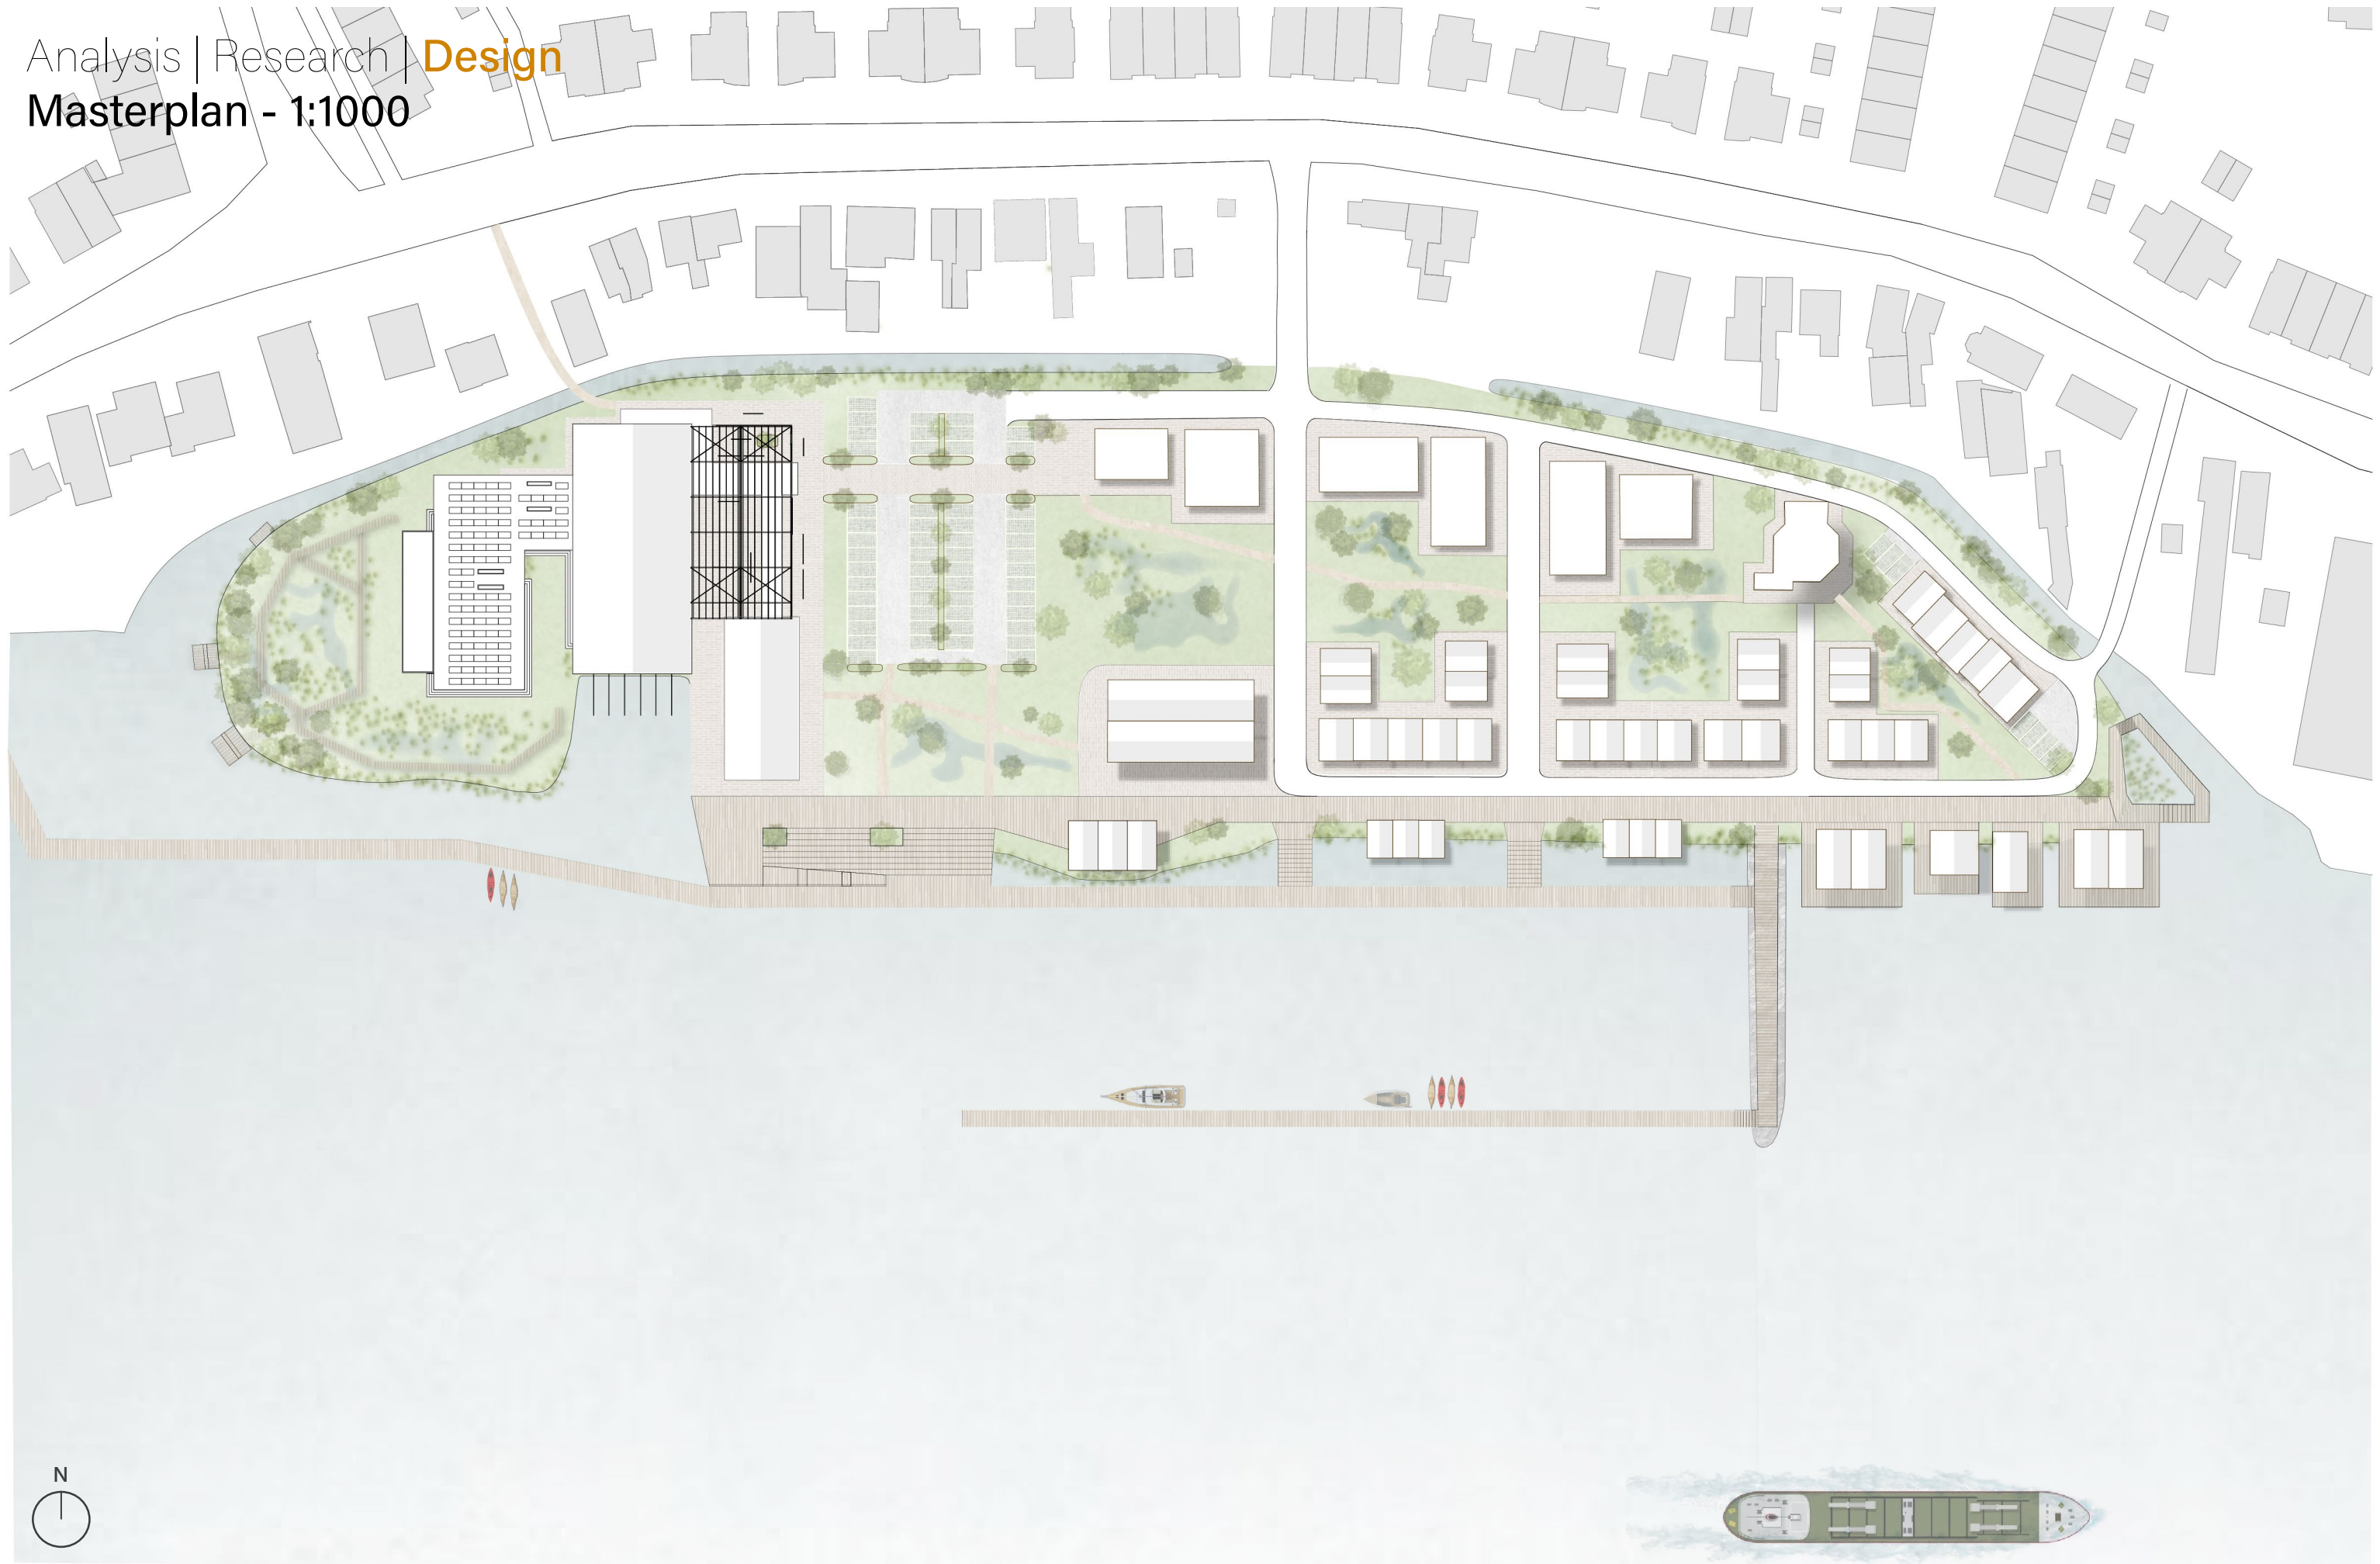 Analysis | Research | Design
Masterplan - 1:1000
N